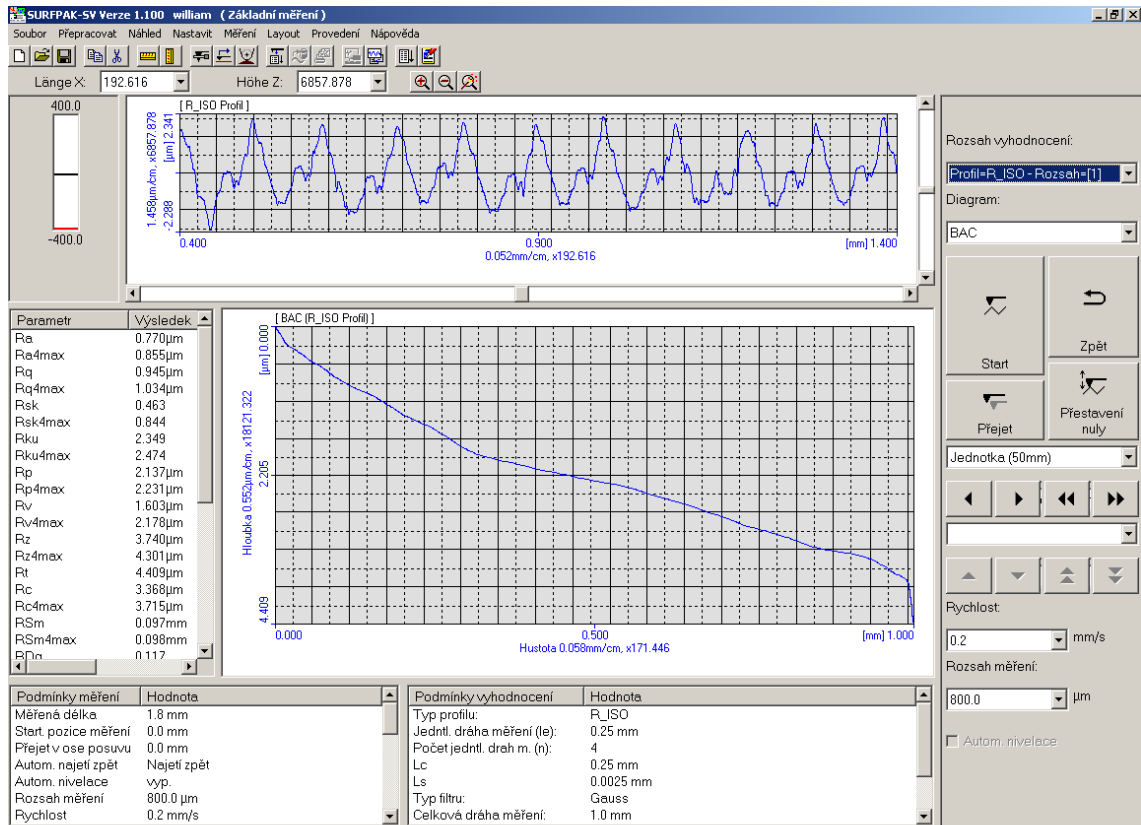 SURFPAK-SV Verze 1.100 william ( Základní měření )
Soubor Přepracovat Náhled Nastavit Měření Layout Provedení Nápověda
Länge X: 192.616 Höhe Z: 6857.878
400.0
-400.0
[ R_ISO Profil ]
1.458µm/cm, x6857.878
-2.288 [µm] 2.341
0.400 0.900 [mm] 1.400
0.052mm/cm, x192.616
Parametr Výsledek
Ra 0.770µm
Ra4max 0.855µm
Rq 0.945µm
Rq4max 1.034µm
Rsk 0.463
Rsk4max 0.844
Rku 2.349
Rku4max 2.474
Rp 2.137µm
Rp4max 2.231µm
Rv 1.603µm
Rv4max 2.178µm
Rz 3.740µm
Rz4max 4.301µm
Rt 4.409µm
Rc 3.368µm
Rc4max 3.715µm
RSm 0.097mm
RSm4max 0.098mm
RDq 0.117
[ BAC (R_ISO Profil) ]
Hloubka 0.552µm/cm, x18121.322
4.409 2.205 [µm] 0.000
0.000 0.500 [mm] 1.000
Hustota 0.058mm/cm, x171.446
Rozsah vyhodnocení:
Profil=R_ISO - Rozsah=[1]
Diagram:
BAC
Start
Zpět
Přejet
Přestavení
nuly
Jednotka (50mm)
Rychlost:
0.2 mm/s
Rozsah měření:
800.0 µm
Autom. nivelace
Podmínky měření Hodnota
Měřená délka 1.8 mm
Start. pozice měření 0.0 mm
Přejet v ose posuvu 0.0 mm
Autom. najetí zpět Najetí zpět
Autom. nivelace vyp.
Rozsah měření 800.0 µm
Rychlost 0.2 mm/s
Podmínky vyhodnocení Hodnota
Typ profilu: R_ISO
Jedntl. dráha měření (le): 0.25 mm
Počet jedntl. drah m. (n) 4
Lc 0.25 mm
Ls 0.0025 mm
Typ filtru: Gauss
Celková dráha měření: 1.0 mm